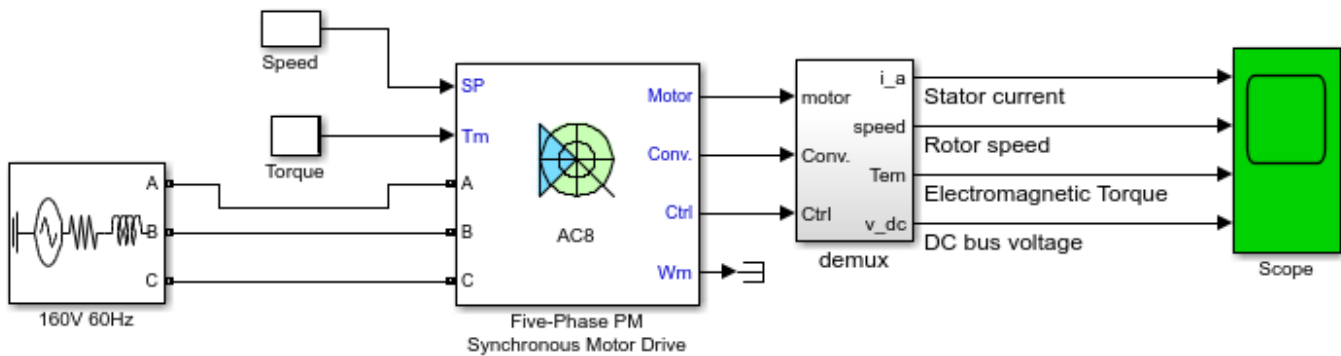 Speed
Torque
A
B
C
160V 60Hz
SP
Tm
A
B
C
Motor
Conv.
Ctrl
Wm
AC8
Five-Phase PM
Synchronous Motor Drive
motor
Conv.
Ctrl
i_a
speed
Tem
v_dc
demux
Stator current
Rotor speed
Electromagnetic Torque
DC bus voltage
Scope